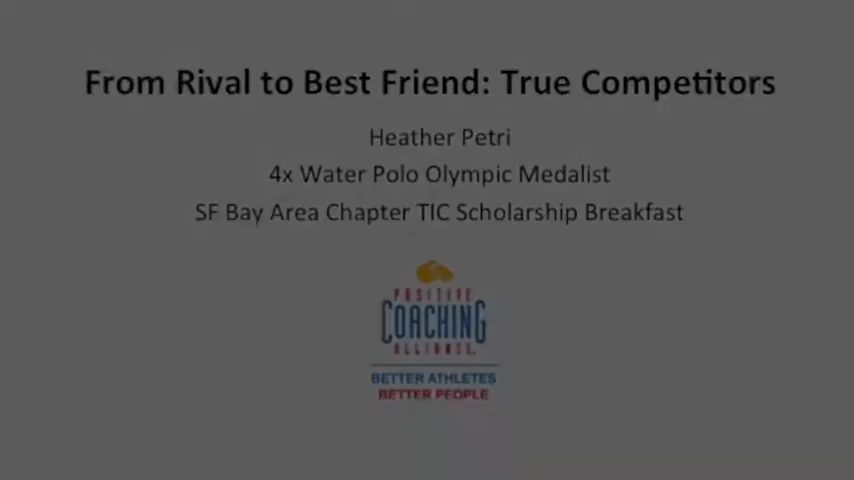 From Rival to Best Friend: True Competitors
Heather Petri
4x Water Polo Olympic Medalist
SF Bay Area Chapter TIC Scholarship Breakfast
POSITIVE
COACHING
ALLIANCE
BETTER ATHLETES
BETTER PEOPLE